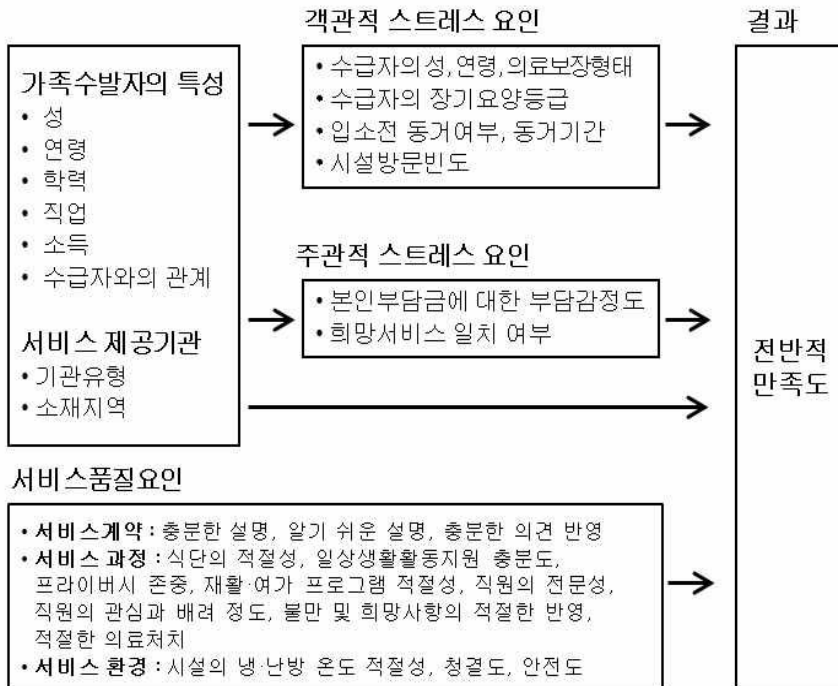 객관적 스트레스 요인
결과
가족수발자의 특성
• 성
• 연령
• 학력
• 직업
• 소득
• 수급자와의 관계
서비스 제공기관
• 기관유형
• 소재지역
• 수급자의 성, 연령, 의료보장형태
• 수급자의 장기요양등급
• 입소전 동거여부, 동거기간
• 시설방문빈도
주관적 스트레스 요인
• 본인부담금에 대한 부담감정도
• 희망서비스 일치 여부
전반적
만족도
서비스품질요인
• 서비스계약 : 충분한 설명, 알기 쉬운 설명, 충분한 의견 반영
• 서비스 과정 : 식단의 적절성, 일상생활활동지원 충분도,
프라이버시 존중, 재활·여가 프로그램 적절성, 직원의 전문성,
직원의 관심과 배려 정도, 불만 및 희망사항의 적절한 반영,
적절한 의료처치
• 서비스 환경 : 시설의 냉·난방 온도 적절성, 청결도, 안전도